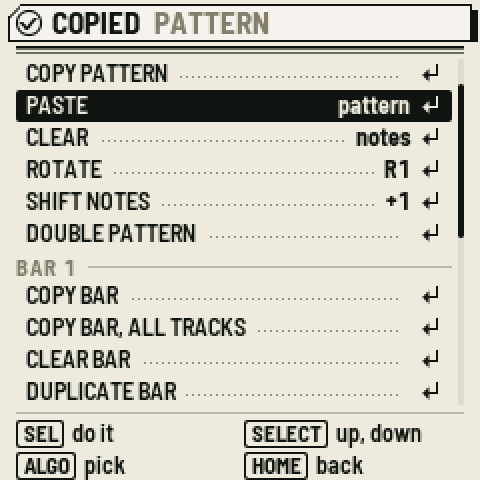 COPIED PATTERN
COPY PATTERN
PASTE pattern
CLEAR notes
ROTATE R1
SHIFT NOTES +1
DOUBLE PATTERN
BAR 1
COPY BAR
COPY BAR, ALL TRACKS
CLEAR BAR
DUPLICATE BAR
SEL do it SELECT up, down
ALGO pick HOME back